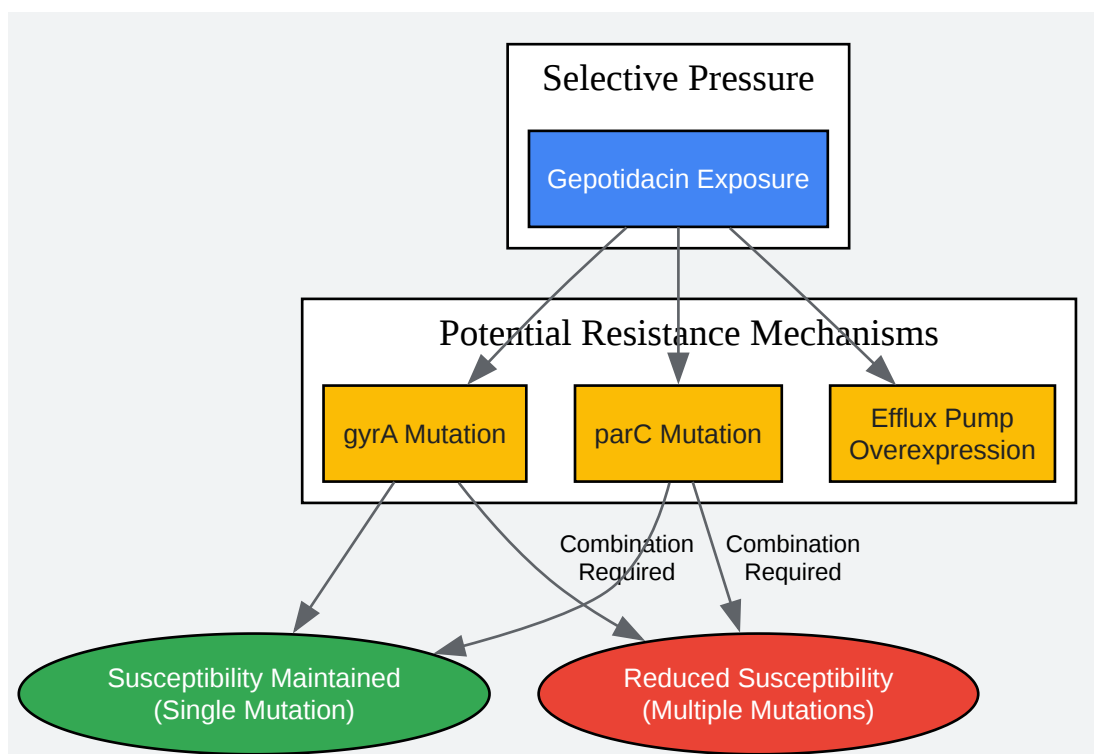 Selective Pressure
Gepotidacin Exposure
Potential Resistance Mechanisms
gyrA Mutation
parC Mutation
Efflux Pump
Overexpression
Combination
Required
Combination
Required
Susceptibility Maintained
(Single Mutation)
Reduced Susceptibility
(Multiple Mutations)